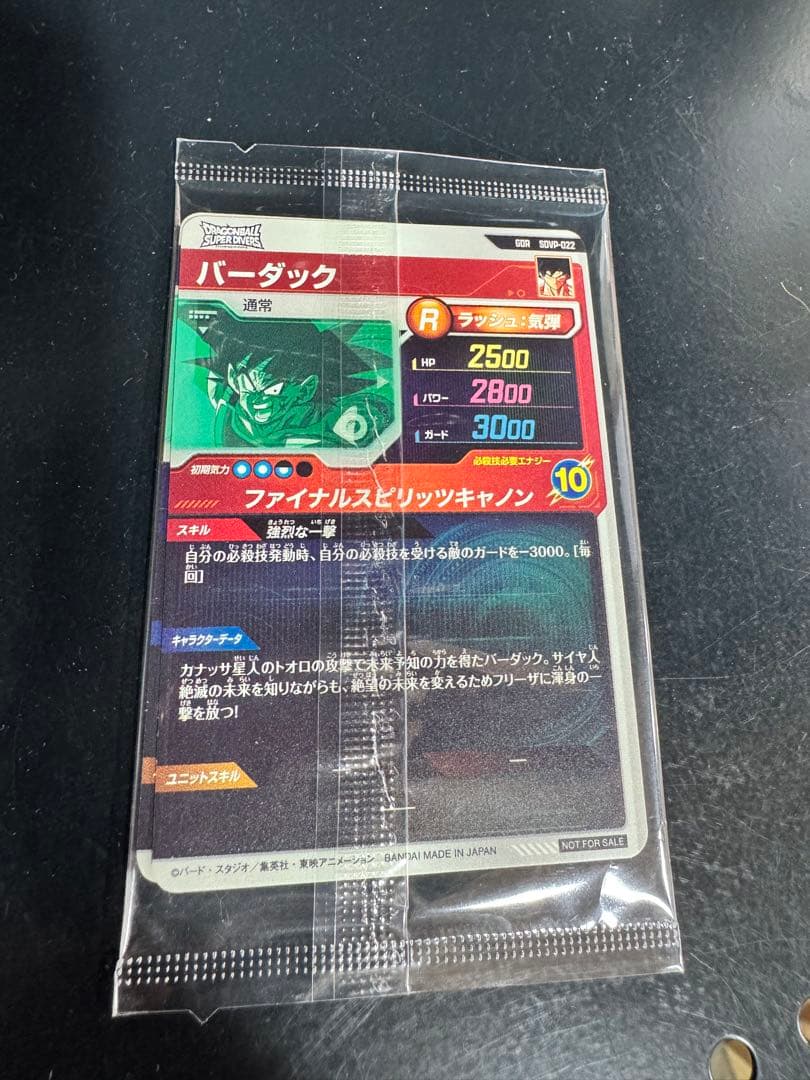 DRAGONBALL
SUPER DIVERS
GDR SDVP-022
バーダック
通常
R ラッシュ:気弾
HP 2500
パワー 2800
ガード 3000
初期気力
必殺技必要エナジー
10
ファイナルスピリッツキャノン
スキル 強烈な一撃
自分の必殺技発動時、自分の必殺技を受ける敵のガードを-3000。[毎
回]
キャラクターデータ
カナッサ星人のトオロの攻撃で未来予知の力を得たバーダック。サイヤ人
絶滅の未来を知りながらも、絶望の未来を変えるためフリーザに渾身の一
撃を放つ!
ユニットスキル
©バード・スタジオ/集英社・東映アニメーション BANDAI MADE IN JAPAN
NOT FOR SALE